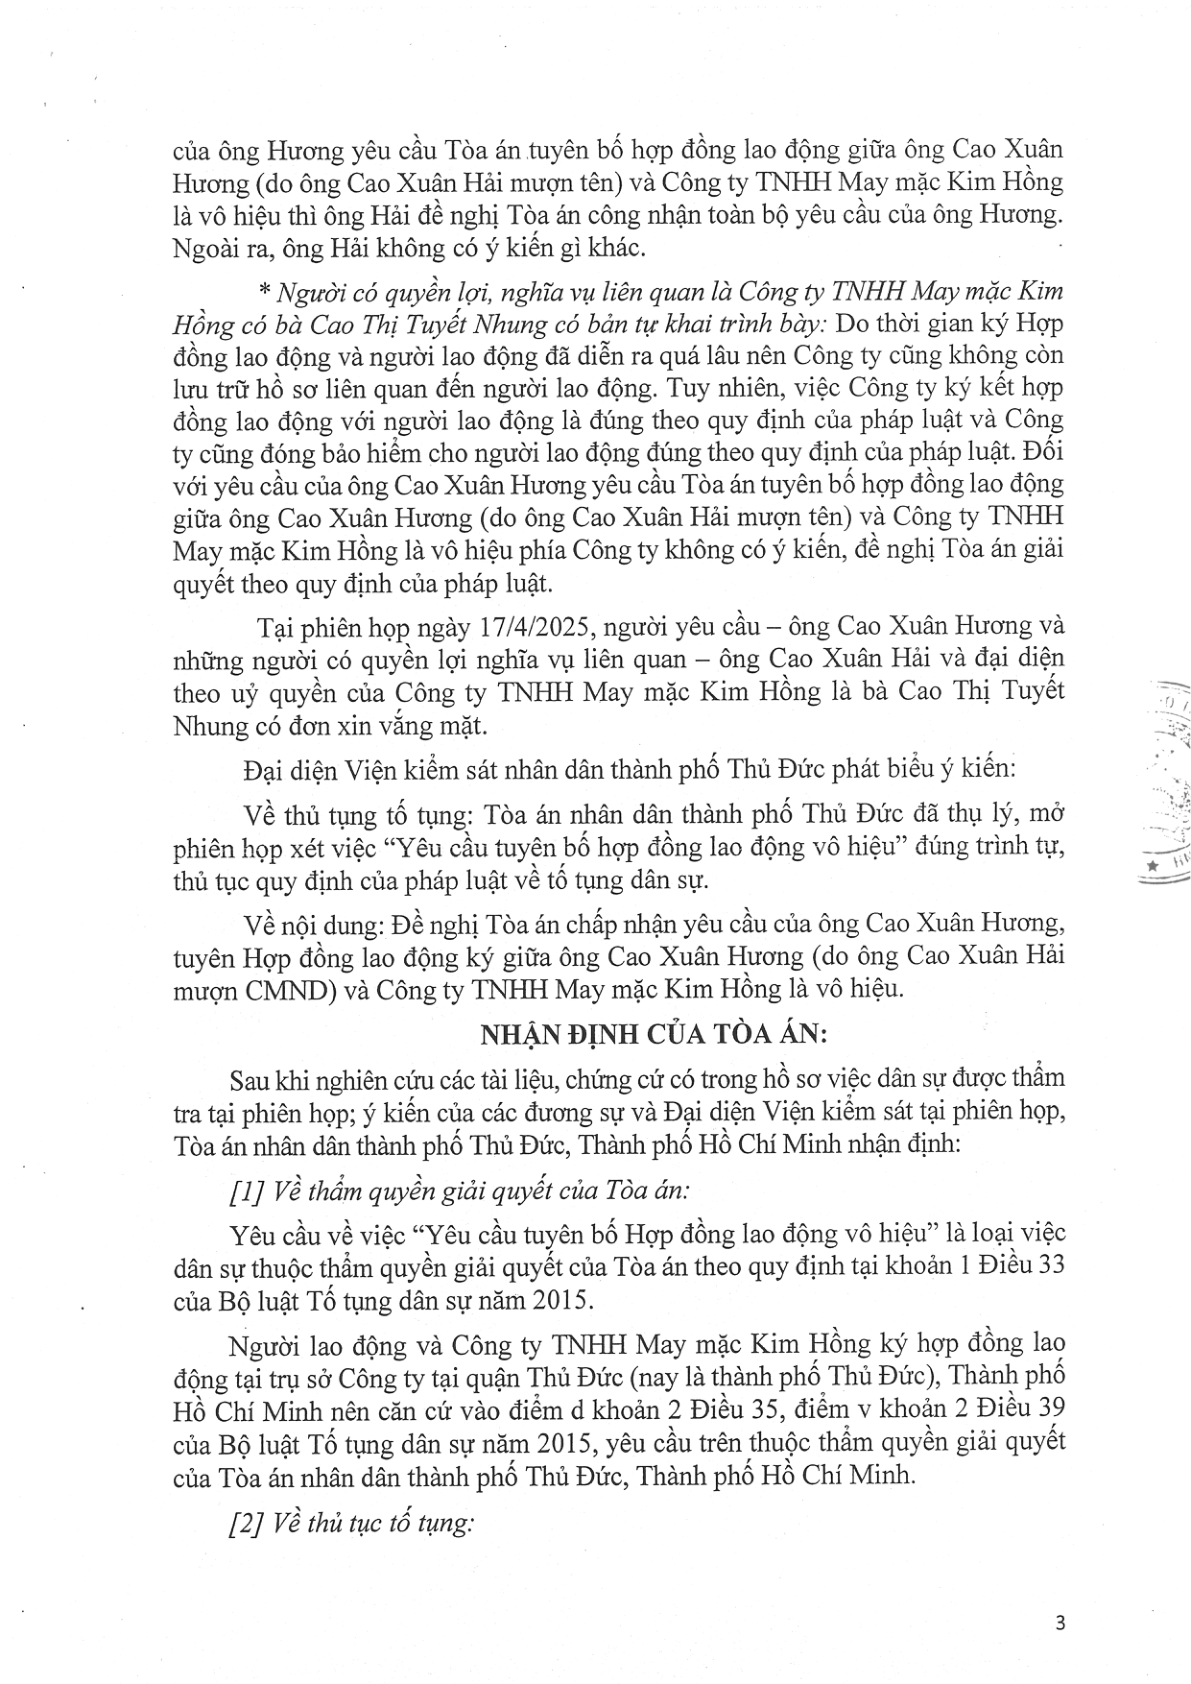 của ông Hương yêu cầu Tòa án tuyên bố hợp đồng lao động giữa ông Cao Xuân
Hương (do ông Cao Xuân Hải mượn tên) và Công ty TNHH May mặc Kim Hồng
là vô hiệu thì ông Hải đề nghị Tòa án công nhận toàn bộ yêu cầu của ông Hương.
Ngoài ra, ông Hải không có ý kiến gì khác.
* Người có quyền lợi, nghĩa vụ liên quan là Công ty TNHH May mặc Kim
Hồng có bà Cao Thị Tuyết Nhung có bản tự khai trình bày: Do thời gian ký Hợp
đồng lao động và người lao động đã diễn ra quá lâu nên Công ty cũng không còn
lưu trữ hồ sơ liên quan đến người lao động. Tuy nhiên, việc Công ty ký kết hợp
đồng lao động với người lao động là đúng theo quy định của pháp luật và Công
ty cũng đóng bảo hiểm cho người lao động đúng theo quy định của pháp luật. Đối
với yêu cầu của ông Cao Xuân Hương yêu cầu Tòa án tuyên bố hợp đồng lao động
giữa ông Cao Xuân Hương (do ông Cao Xuân Hải mượn tên) và Công ty TNHH
May mặc Kim Hồng là vô hiệu phía Công ty không có ý kiến, đề nghị Tòa án giải
quyết theo quy định của pháp luật.
Tại phiên họp ngày 17/4/2025, người yêu cầu – ông Cao Xuân Hương và
những người có quyền lợi nghĩa vụ liên quan – ông Cao Xuân Hải và đại diện
theo uỷ quyền của Công ty TNHH May mặc Kim Hồng là bà Cao Thị Tuyết
Nhung có đơn xin vắng mặt.
Đại diện Viện kiểm sát nhân dân thành phố Thủ Đức phát biểu ý kiến:
Về thủ tụng tố tụng: Tòa án nhân dân thành phố Thủ Đức đã thụ lý, mở
phiên họp xét việc “Yêu cầu tuyên bố hợp đồng lao động vô hiệu” đúng trình tự,
thủ tục quy định của pháp luật về tố tụng dân sự.
Về nội dung: Đề nghị Tòa án chấp nhận yêu cầu của ông Cao Xuân Hương,
tuyên Hợp đồng lao động ký giữa ông Cao Xuân Hương (do ông Cao Xuân Hải
mượn CMND) và Công ty TNHH May mặc Kim Hồng là vô hiệu.
NHẬN ĐỊNH CỦA TÒA ÁN:
Sau khi nghiên cứu các tài liệu, chứng cứ có trong hồ sơ việc dân sự được thẩm
tra tại phiên họp; ý kiến của các đương sự và Đại diện Viện kiểm sát tại phiên họp,
Tòa án nhân dân thành phố Thủ Đức, Thành phố Hồ Chí Minh nhận định:
[1] Về thẩm quyền giải quyết của Tòa án:
Yêu cầu về việc “Yêu cầu tuyên bố Hợp đồng lao động vô hiệu” là loại việc
dân sự thuộc thẩm quyền giải quyết của Tòa án theo quy định tại khoản 1 Điều 33
của Bộ luật Tố tụng dân sự năm 2015.
Người lao động và Công ty TNHH May mặc Kim Hồng ký hợp đồng lao
động tại trụ sở Công ty tại quận Thủ Đức (nay là thành phố Thủ Đức), Thành phố
Hồ Chí Minh nên căn cứ vào điểm d khoản 2 Điều 35, điểm v khoản 2 Điều 39
của Bộ luật Tố tụng dân sự năm 2015, yêu cầu trên thuộc thẩm quyền giải quyết
của Tòa án nhân dân thành phố Thủ Đức, Thành phố Hồ Chí Minh.
[2] Về thủ tục tố tụng:
3